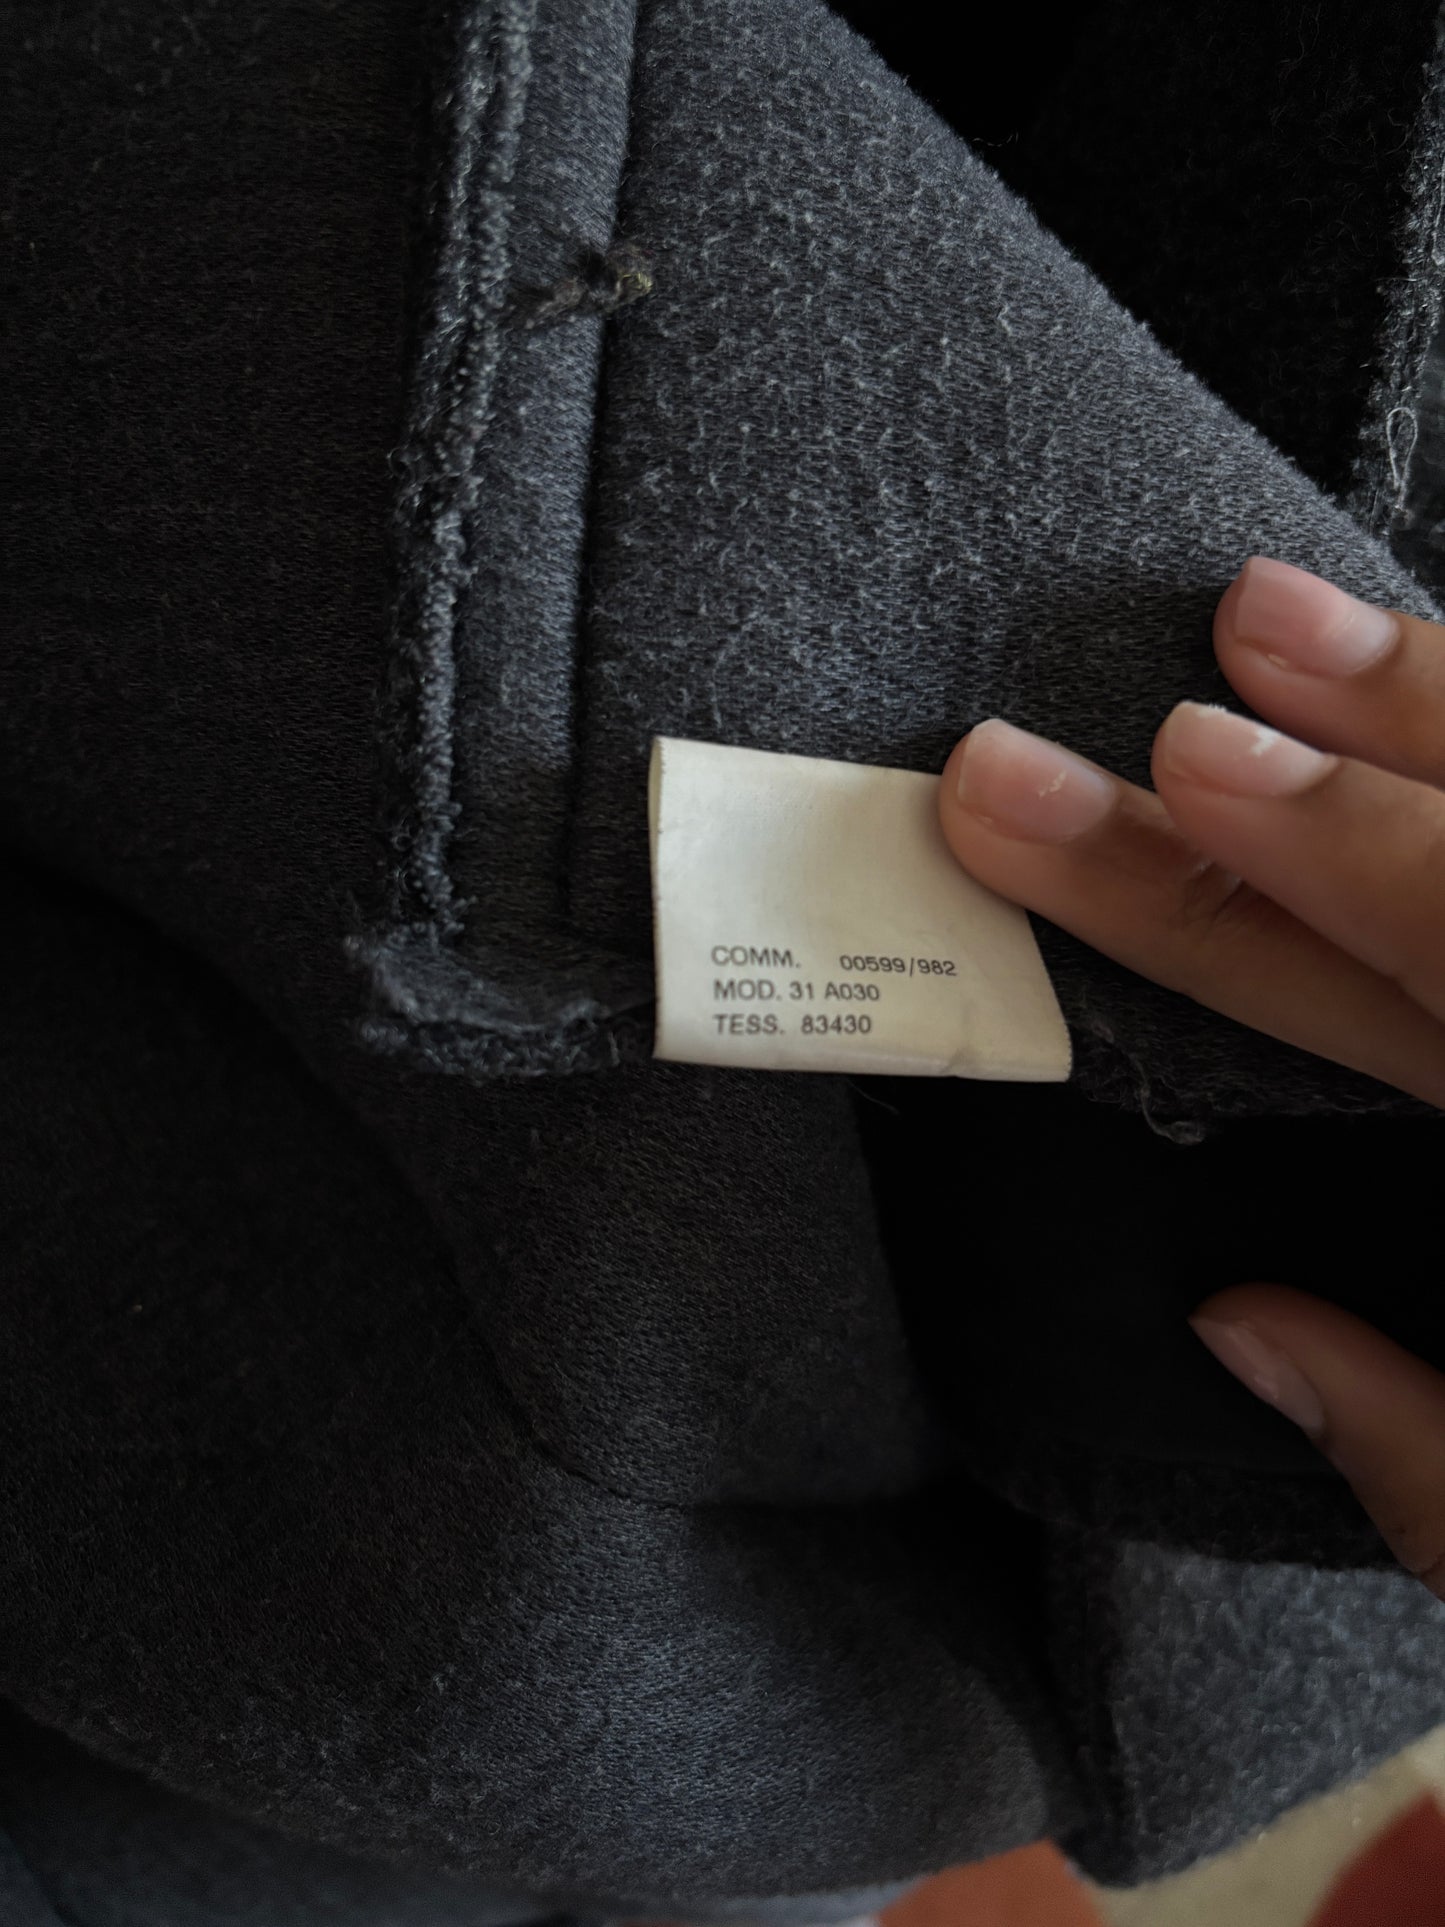 COMM. 00599/982
MOD. 31 A030
TESS. 83430